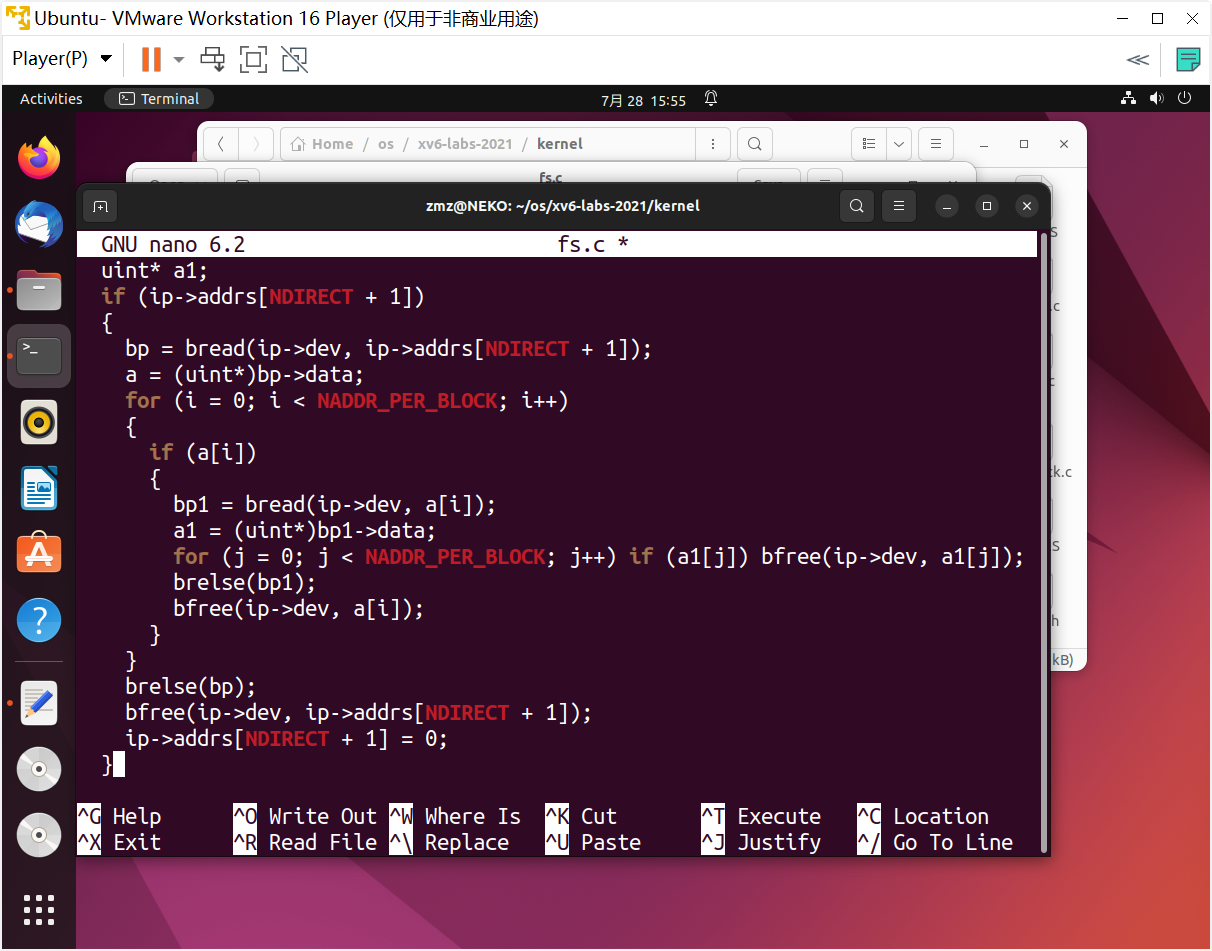 Ubuntu- VMware Workstation 16 Player (仅用于非商业用途)
Player(P)
Activities
Terminal
7月 28 15:55
Home / os / xv6-labs-2021 / kernel
fs.c
zmz@NEKO: ~/os/xv6-labs-2021/kernel
GNU nano 6.2 fs.c *
uint* a1;
if (ip->addrs[NDIRECT + 1])
{
bp = bread(ip->dev, ip->addrs[NDIRECT + 1]);
a = (uint*)bp->data;
for (i = 0; i < NADDR_PER_BLOCK; i++)
{
if (a[i])
{
bp1 = bread(ip->dev, a[i]);
a1 = (uint*)bp1->data;
for (j = 0; j < NADDR_PER_BLOCK; j++) if (a1[j]) bfree(ip->dev, a1[j]);
brelse(bp1);
bfree(ip->dev, a[i]);
}
}
brelse(bp);
bfree(ip->dev, ip->addrs[NDIRECT + 1]);
ip->addrs[NDIRECT + 1] = 0;
}
^G Help ^O Write Out ^W Where Is ^K Cut ^T Execute ^C Location
^X Exit ^R Read File ^\ Replace ^U Paste ^J Justify ^/ Go To Line
kB)